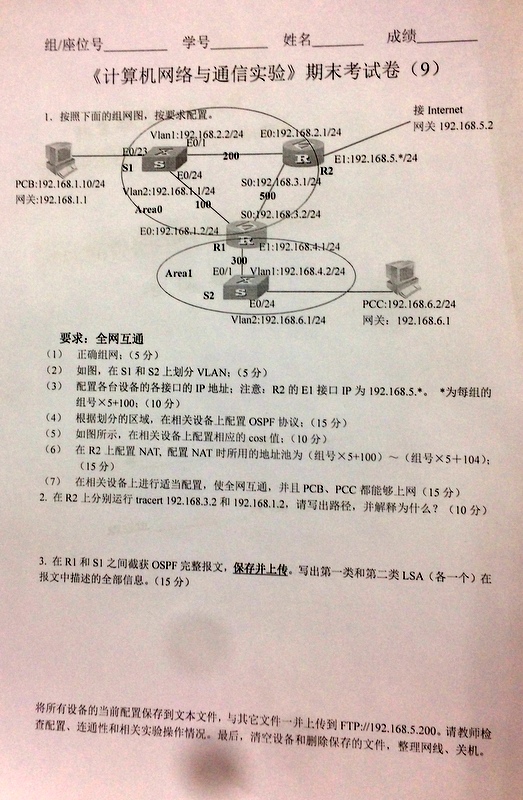 组/座位号________ 学号________ 姓名________ 成绩________
《计算机网络与通信实验》期末考试卷（9）
1. 按照下面的组网图，按要求配置。
接 Internet
网关 192.168.5.2
Vlan1:192.168.2.2/24
E0:192.168.2.1/24
E0/23
E0/1
200
S1
X
S
R
R2
E1:192.168.5.*/24
E0/24
PCB:192.168.1.10/24
网关:192.168.1.1
Vlan2:192.168.1.1/24
S0:192.168.3.1/24
500
100
Area0
S0:192.168.3.2/24
E0:192.168.1.2/24
R
R1
E1:192.168.4.1/24
300
Area1
E0/1
Vlan1:192.168.4.2/24
X
S
S2
E0/24
PCC:192.168.6.2/24
Vlan2:192.168.6.1/24
网关：192.168.6.1
要求：全网互通
(1) 正确组网；(5 分)
(2) 如图，在 S1 和 S2 上划分 VLAN；(5 分)
(3) 配置各台设备的各接口的 IP 地址；注意：R2 的 E1 接口 IP 为 192.168.5.*。 *为每组的
组号×5+100；(10 分)
(4) 根据划分的区域，在相关设备上配置 OSPF 协议；(15 分)
(5) 如图所示，在相关设备上配置相应的 cost 值；(10 分)
(6) 在 R2 上配置 NAT, 配置 NAT 时所用的地址池为（组号×5+100）～（组号×5＋104）；
(15 分)
(7) 在相关设备上进行适当配置，使全网互通，并且 PCB、PCC 都能够上网 (15 分)
2. 在 R2 上分别运行 tracert 192.168.3.2 和 192.168.1.2，请写出路径，并解释为什么？ (10 分)
3. 在 R1 和 S1 之间截获 OSPF 完整报文，保存并上传。写出第一类和第二类 LSA（各一个）在
报文中描述的全部信息。(15 分)
将所有设备的当前配置保存到文本文件，与其它文件一并上传到 FTP://192.168.5.200。请教师检
查配置、连通性和相关实验操作情况。最后，清空设备和删除保存的文件，整理网线、关机。